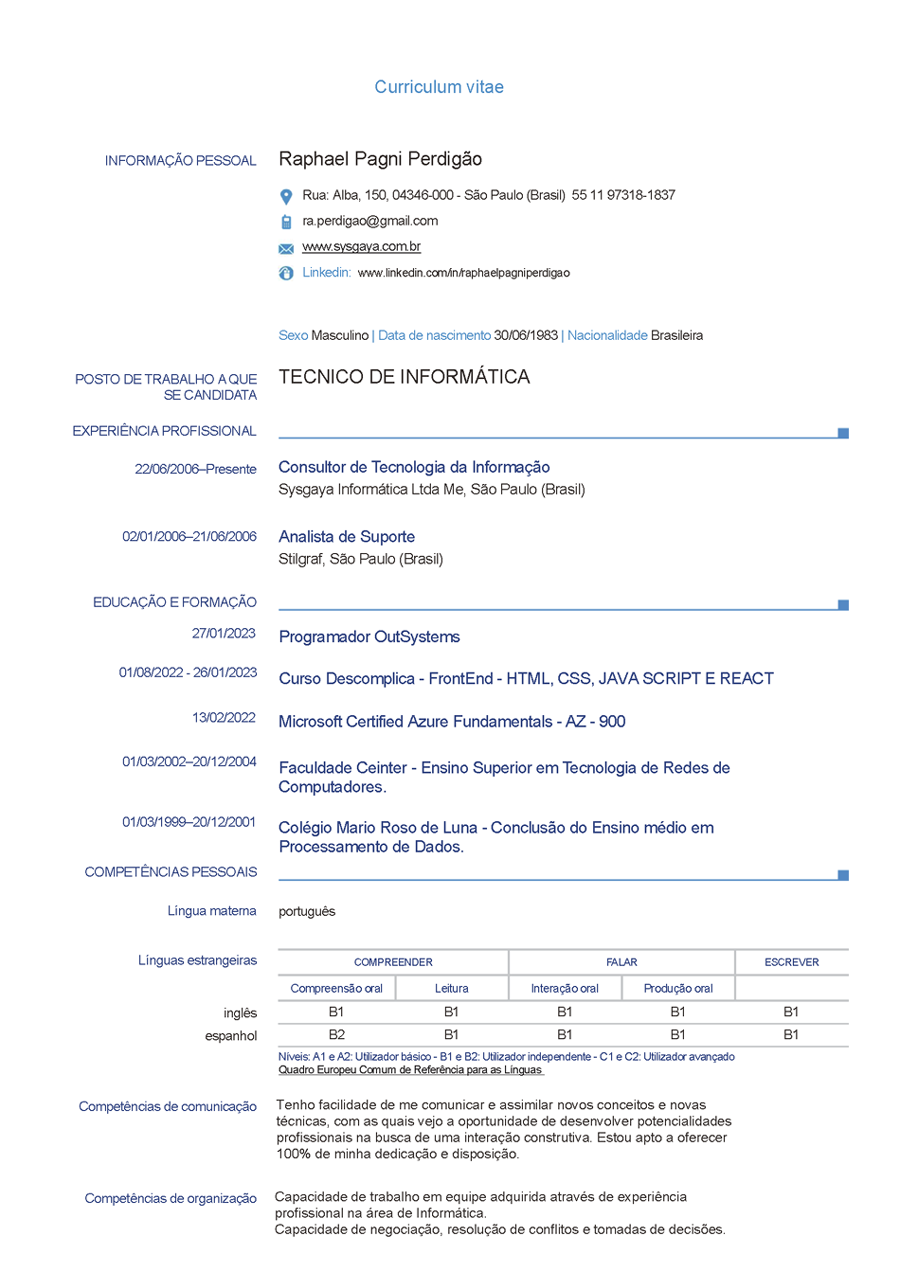 Curriculum vitae
INFORMAÇÃO PESSOAL
Raphael Pagni Perdigão
Rua: Alba, 150, 04346-000 - São Paulo (Brasil) 55 11 97318-1837
ra.perdigao@gmail.com
www.sysgaya.com.br
Linkedin: www.linkedin.com/in/raphaelpagniperdigao
Sexo Masculino | Data de nascimento 30/06/1983 | Nacionalidade Brasileira
POSTO DE TRABALHO A QUE
SE CANDIDATA
TECNICO DE INFORMÁTICA
EXPERIÊNCIA PROFISSIONAL
22/06/2006–Presente
Consultor de Tecnologia da Informação
Sysgaya Informática Ltda Me, São Paulo (Brasil)
02/01/2006–21/06/2006
Analista de Suporte
Stilgraf, São Paulo (Brasil)
EDUCAÇÃO E FORMAÇÃO
27/01/2023
Programador OutSystems
01/08/2022 - 26/01/2023
Curso Descomplica - FrontEnd - HTML, CSS, JAVA SCRIPT E REACT
13/02/2022
Microsoft Certified Azure Fundamentals - AZ - 900
01/03/2002–20/12/2004
Faculdade Ceinter - Ensino Superior em Tecnologia de Redes de
Computadores.
01/03/1999–20/12/2001
Colégio Mario Roso de Luna - Conclusão do Ensino médio em
Processamento de Dados.
COMPETÊNCIAS PESSOAIS
Língua materna
português
Línguas estrangeiras
COMPREENDER FALAR ESCREVER
Compreensão oral Leitura Interação oral Produção oral
inglês B1 B1 B1 B1 B1
espanhol B2 B1 B1 B1 B1
Níveis: A1 e A2: Utilizador básico - B1 e B2: Utilizador independente - C1 e C2: Utilizador avançado
Quadro Europeu Comum de Referência para as Línguas
Competências de comunicação
Tenho facilidade de me comunicar e assimilar novos conceitos e novas
técnicas, com as quais vejo a oportunidade de desenvolver potencialidades
profissionais na busca de uma interação construtiva. Estou apto a oferecer
100% de minha dedicação e disposição.
Competências de organização
Capacidade de trabalho em equipe adquirida através de experiência
profissional na área de Informática.
Capacidade de negociação, resolução de conflitos e tomadas de decisões.